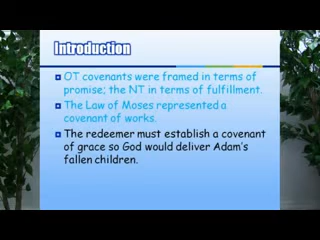 Introduction
OT covenants were framed in terms of
promise; the NT in terms of fulfillment.
The Law of Moses represented a
covenant of works.
The redeemer must establish a covenant
of grace so God would deliver Adam's
fallen children.